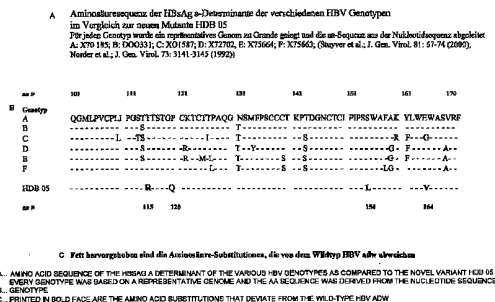 A Aminosäuresequenz der HBsAg a-Determinante der verschiedenen HBV Genotypen
im Vergleich zur neuen Mutante HDB 05
Für jeden Genotyp wurde ein repräsentatives Genom zu Grunde gelegt und die aa-Sequenz aus der Nukleotidsequenz abgeleitet
A: X70 185; B: D00331; C: X01587; D: X72702, E: X75664; F: X75663; (Stuyver et al.; J. Gen. Virol. 81: 67-74 (2000);
Norder et al.; J. Gen. Virol. 73: 3141-3145 (1992))
aa # 101 111 121 131 141 151 161 170
B Genotyp
A QGMLPVCPLI PGSTTTSTGP CKTCTTPAQG NSMFPSCCCT KPTDGNCTCI PIPSSWAFAK YLWEWASVRF
B
C
D
F
HDB 05
aa # 115 120 154 164
C Fett hervorgehoben sind die Aminosäure-Substitutionen, die von dem Wildtyp HBV adw abweichen
A... AMINO ACID SEQUENCE OF THE HBSAG A DETERMINANT OF THE VARIOUS HBV GENOTYPES AS COMPARED TO THE NOVEL VARIANT HDB 05
EVERY GENOTYPE WAS BASED ON A REPRESENTATIVE GENOME AND THE AA SEQUENCE WAS DERIVED FROM THE NUCLEOTIDE SEQUENCE
B... GENOTYPE
C... PRINTED IN BOLD FACE ARE THE AMINO ACID SUBSTITUTIONS THAT DEVIATE FROM THE WILD-TYPE HBV ADW